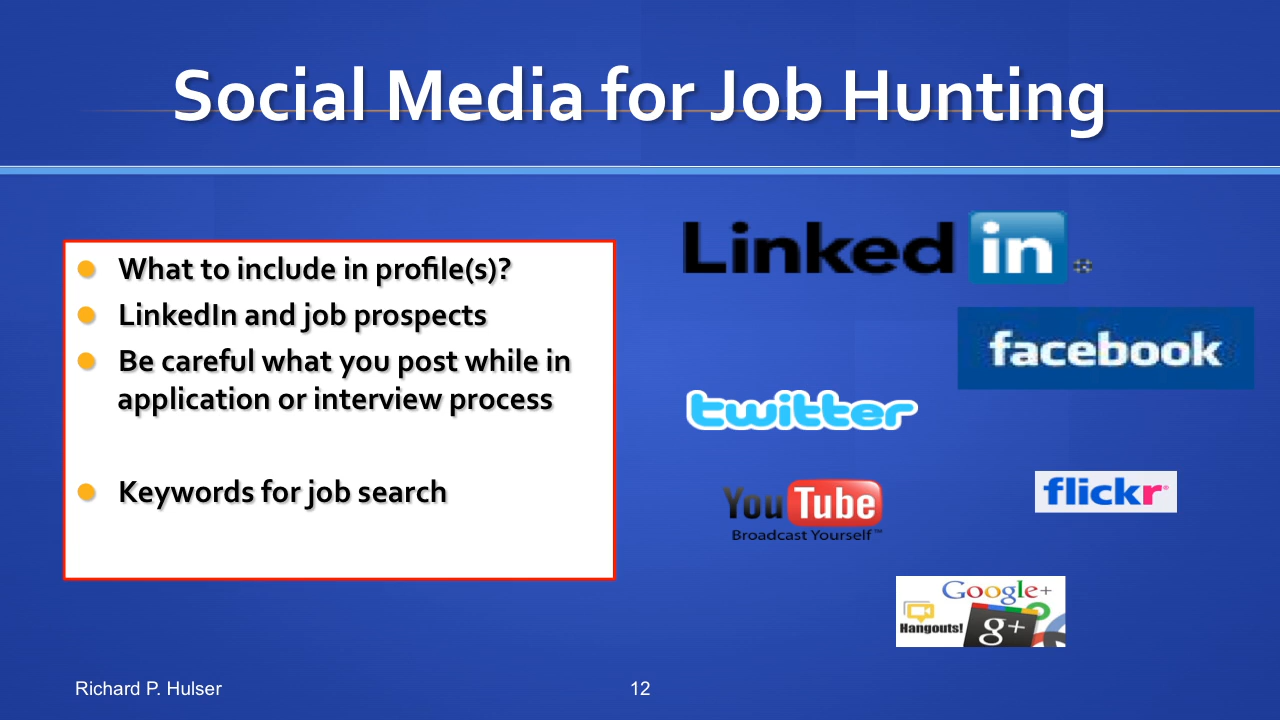 Social Media for Job Hunting
What to include in profile(s)?
LinkedIn and job prospects
Be careful what you post while in
application or interview process
Keywords for job search
Linked in ®
facebook
twitter
YouTube
Broadcast Yourself™
flickr
Google+
Hangouts!
g+
Richard P. Hulser
12